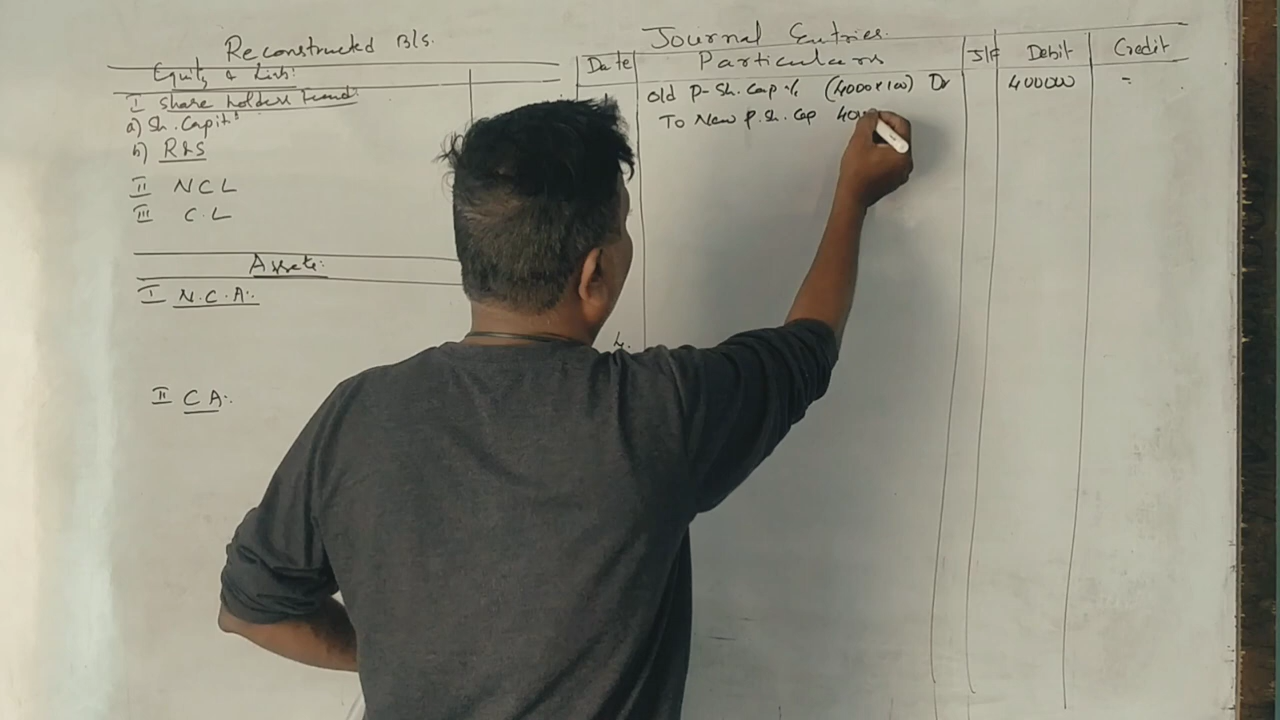 Reconstructed B/s.
Equity & Liab:
I Share holders Fund:
a) Sh. Capital:
b) R&S
II NCL
III C.L
Assets:
I N.C.A:.
II C A:.
Journal Entries.
Date Particulars J/F Debit Credit
old P-Sh. Cap % (4000×100) Dr 400000 =
To New P. Sh. Cap
4.